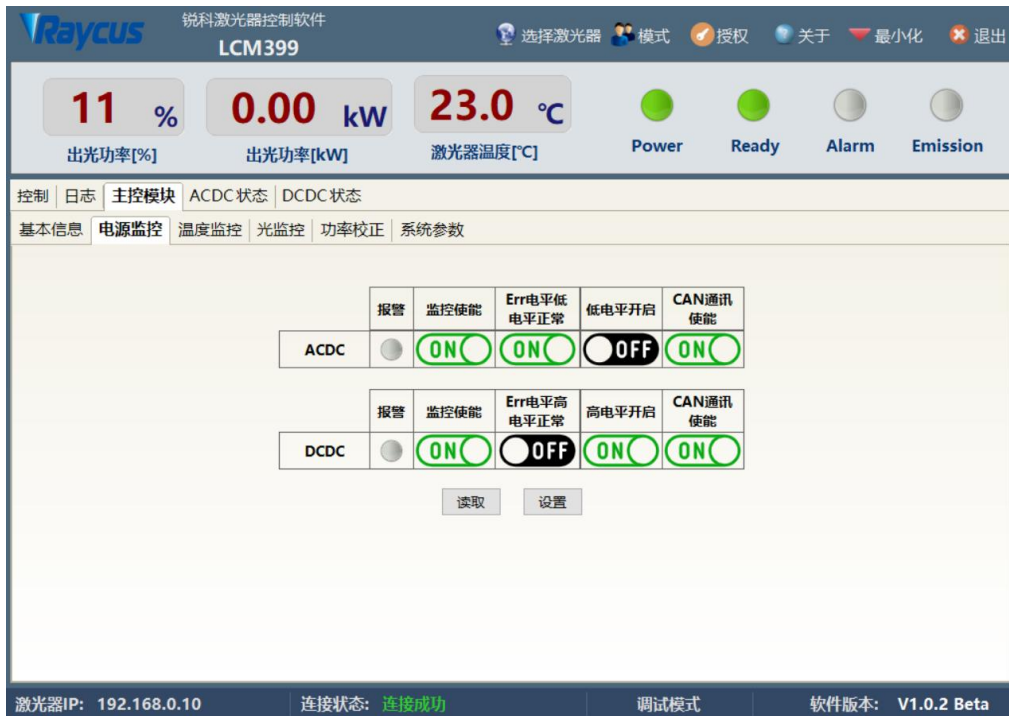 Raycus
锐科激光器控制软件
LCM399
选择激光器 模式 授权 关于 最小化 退出
11 % 0.00 kW 23.0 ℃
出光功率[%] 出光功率[kW] 激光器温度[℃] Power Ready Alarm Emission
控制 日志 主控模块 ACDC状态 DCDC状态
基本信息 电源监控 温度监控 光监控 功率校正 系统参数
报警 监控使能 Err电平低 电平正常 低电平开启 CAN通讯 使能
ACDC ON ON OFF ON
报警 监控使能 Err电平高 电平正常 高电平开启 CAN通讯 使能
DCDC ON OFF ON ON
读取 设置
激光器IP: 192.168.0.10 连接状态: 连接成功 调试模式 软件版本: V1.0.2 Beta